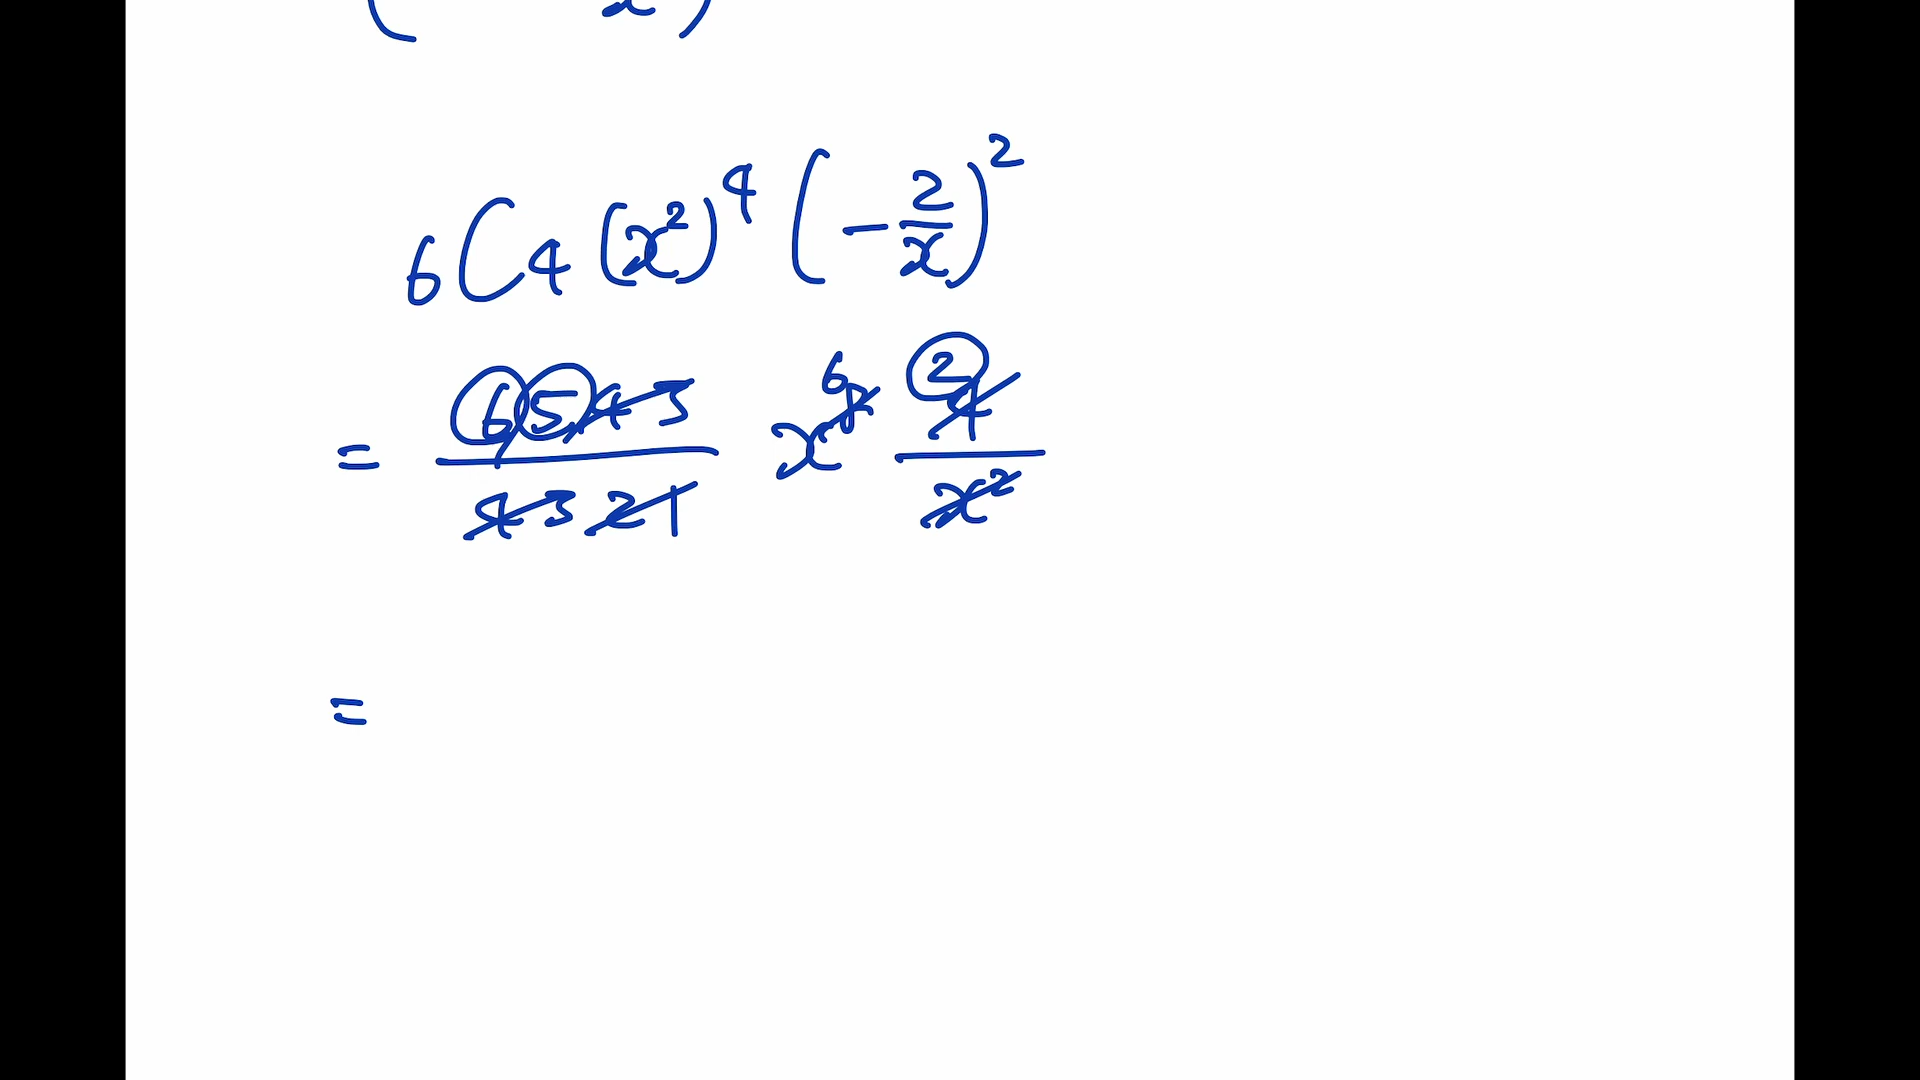 ( x )
6C4 (x²)⁴ (-2/x)²
= 6 5 4 3 / 4 3 2 1 x⁸ 6 2 4 / x²
=